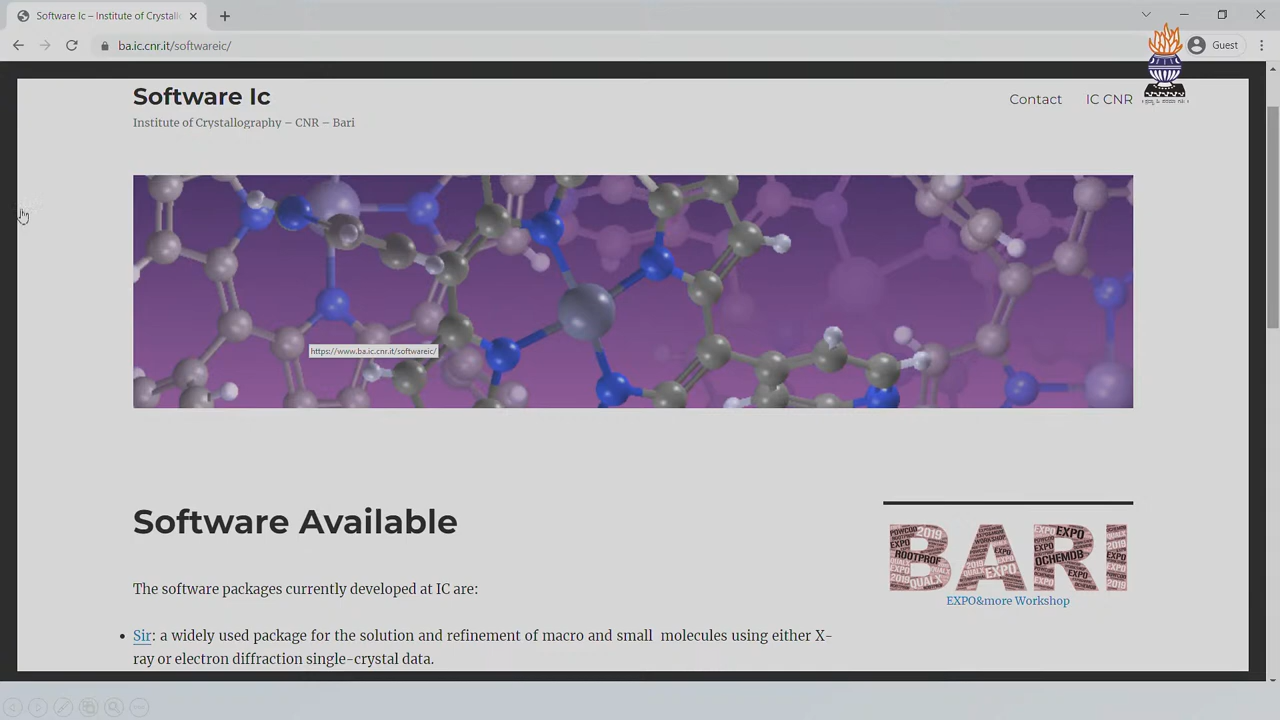 Software Ic – Institute of Crystall
ba.ic.cnr.it/softwareic/
Guest
Software Ic
Institute of Crystallography – CNR – Bari
Contact
IC CNR
https://www.ba.ic.cnr.it/softwareic/
Software Available
BARI
EXPO&more Workshop
The software packages currently developed at IC are:
• Sir: a widely used package for the solution and refinement of macro and small molecules using either X-
ray or electron diffraction single-crystal data.